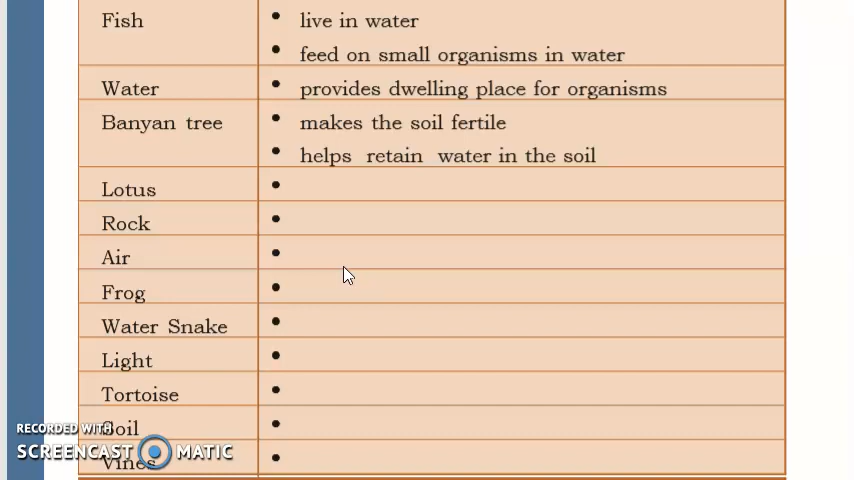 Fish • live in water
• feed on small organisms in water
Water • provides dwelling place for organisms
Banyan tree • makes the soil fertile
• helps retain water in the soil
Lotus •
Rock •
Air •
Frog •
Water Snake •
Light •
Tortoise •
Soil •
Vines •
RECORDED WITH
SCREENCAST MATIC